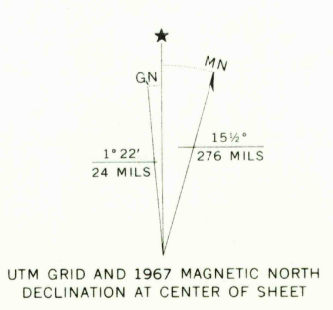 MN
GN
15½°
276 MILS
1° 22'
24 MILS
UTM GRID AND 1967 MAGNETIC NORTH
DECLINATION AT CENTER OF SHEET